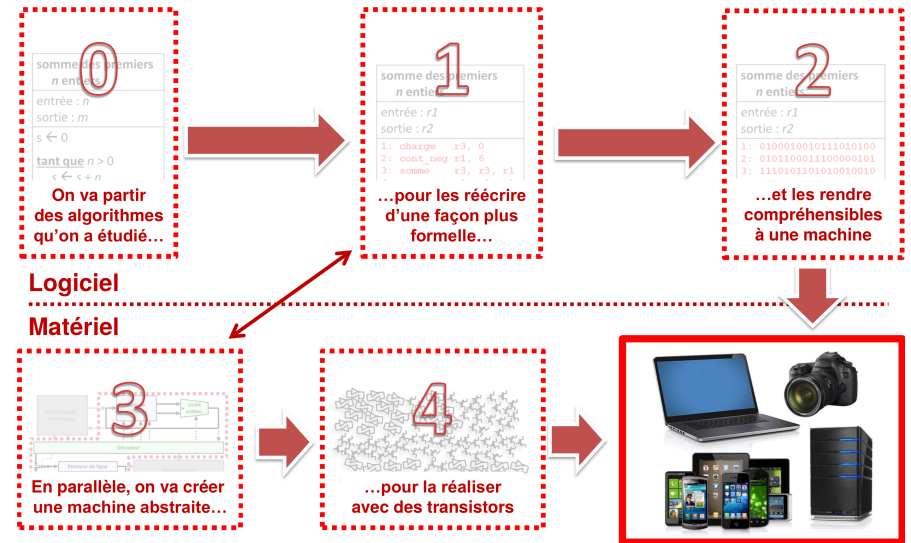 0
somme des premiers
n entiers
entrée : n
sortie : m
s ← 0
tant que n > 0
s ← s + n
On va partir
des algorithmes
qu'on a étudié…
1
somme des premiers
n entiers
entrée : r1
sortie : r2
1: charge r3, 0
2: cont_neg r1, 6
3: somme r3, r3, r1
…pour les réécrire
d'une façon plus
formelle…
2
somme des premiers
n entiers
entrée : r1
sortie : r2
1: 0100010010111010100
2: 0101100011100000101
3: 1110101101010010010
…et les rendre
compréhensibles
à une machine
Logiciel
Matériel
3
Décodeur
Pointeur de ligne
En parallèle, on va créer
une machine abstraite…
4
…pour la réaliser
avec des transistors